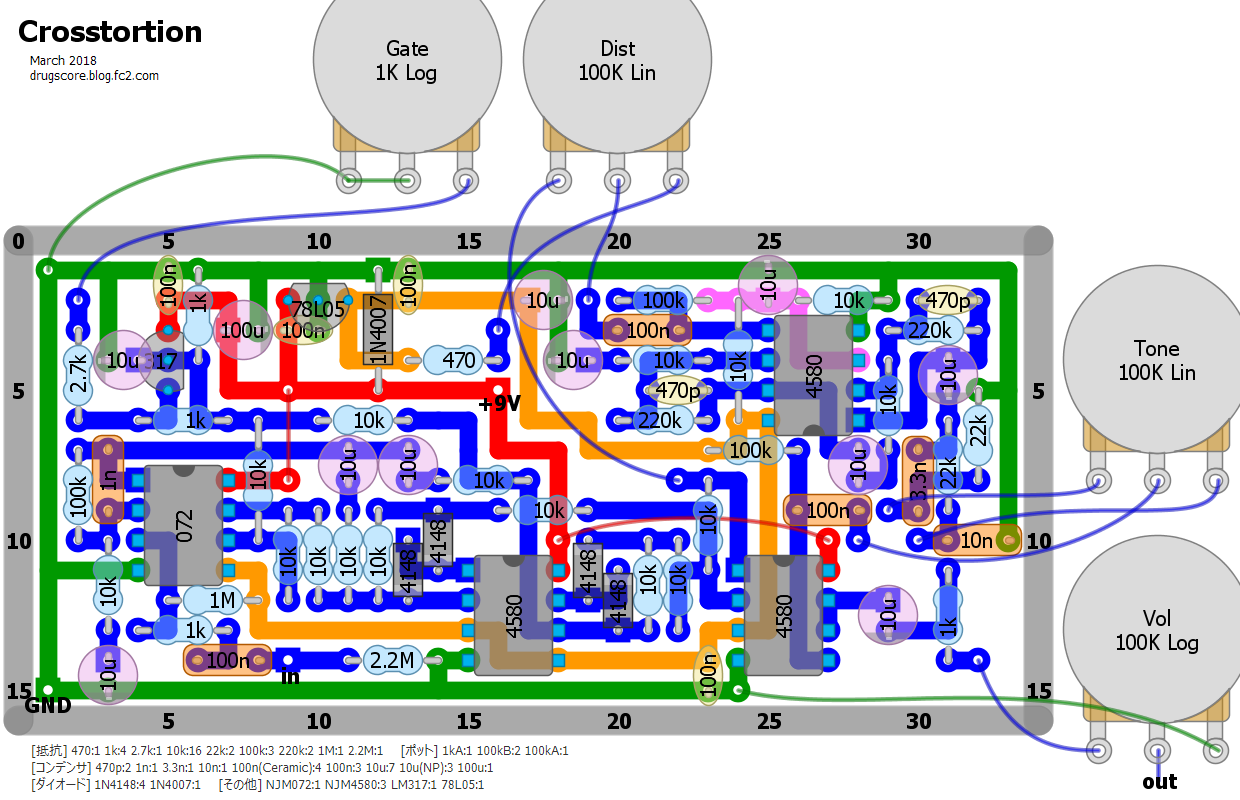 Crosstortion
March 2018
drugscore.blog.fc2.com
Gate
1K Log
Dist
100K Lin
0 5 10 15 20 25 30
100n
1k
100u
78L05
100n
1N4007
100n
10u
100k
10u
10k
470p
100n
220k
10u
317
2.7k
470
10u
10k
10k
4580
10k
10u
22k
470p
220k
5
5
+9V
1k
10k
100k
Tone
100K Lin
100k
1n
10k
10u
10u
10k
10k
10k
100n
10u
3.3n
22k
072
4148
10
10k
10k
10k
10k
10k
4148
4148
4148
10k
10k
10n
10
1M
1k
4580
4580
10u
1k
Vol
100K Log
10u
100n
in
2.2M
100n
15
GND
15
5 10 15 20 25 30
out
[抵抗] 470:1 1k:4 2.7k:1 10k:16 22k:2 100k:3 220k:2 1M:1 2.2M:1 [ポット] 1kA:1 100kB:2 100kA:1
[コンデンサ] 470p:2 1n:1 3.3n:1 10n:1 100n(Ceramic):4 100n:3 10u:7 10u(NP):3 100u:1
[ダイオード] 1N4148:4 1N4007:1 [その他] NJM072:1 NJM4580:3 LM317:1 78L05:1